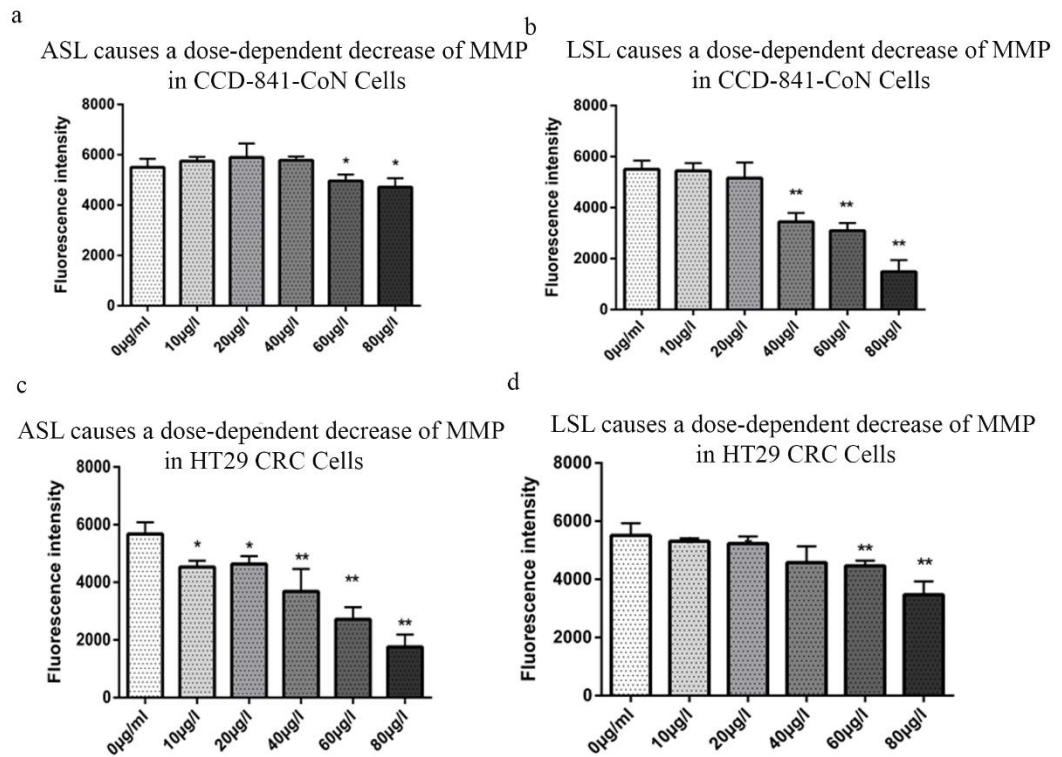 a
ASL causes a dose-dependent decrease of MMP
in CCD-841-CoN Cells
Fluorescence intensity
8000
6000
4000
2000
0
* *
0μg/ml 10μg/l 20μg/l 40μg/l 60μg/l 80μg/l
b
LSL causes a dose-dependent decrease of MMP
in CCD-841-CoN Cells
Fluorescence intensity
8000
6000
4000
2000
0
** ** **
0μg/ml 10μg/l 20μg/l 40μg/l 60μg/l 80μg/l
c
ASL causes a dose-dependent decrease of MMP
in HT29 CRC Cells
Fluorescence intensity
8000
6000
4000
2000
0
* * ** ** **
0μg/ml 10μg/l 20μg/l 40μg/l 60μg/l 80μg/l
d
LSL causes a dose-dependent decrease of MMP
in HT29 CRC Cells
Fluorescence intensity
8000
6000
4000
2000
0
** **
0μg/ml 10μg/l 20μg/l 40μg/l 60μg/l 80μg/l